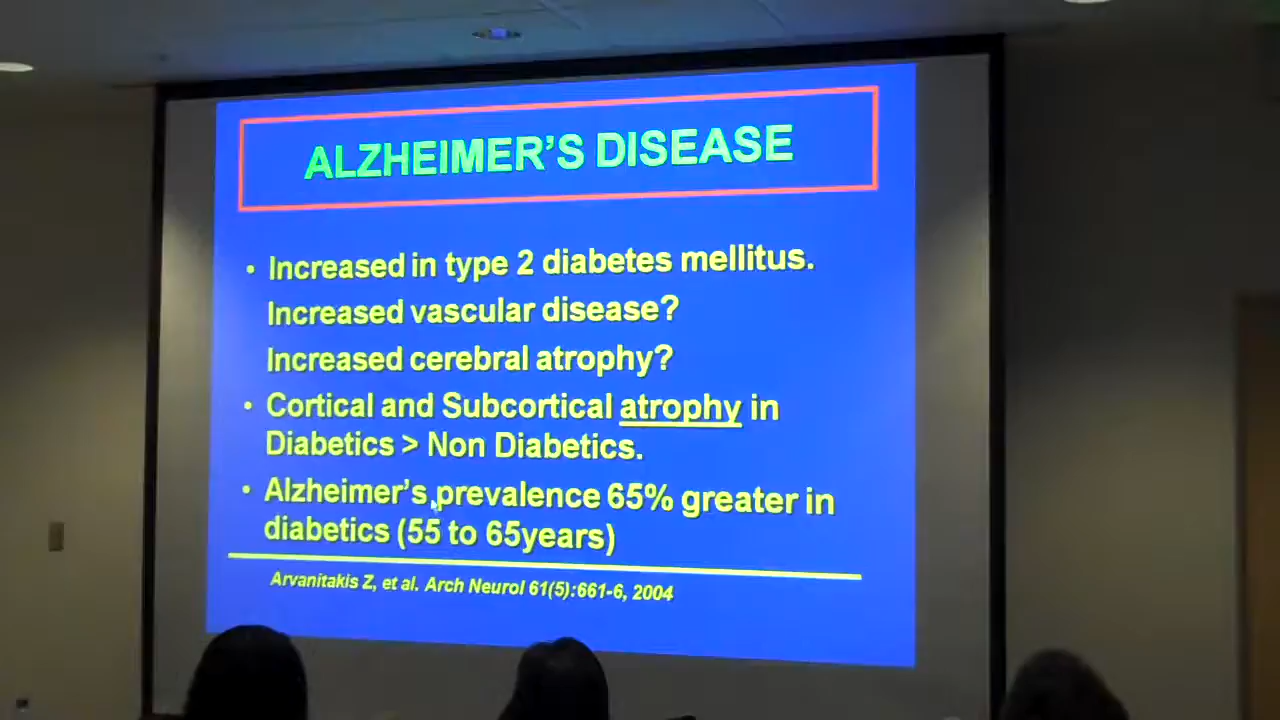 ALZHEIMER'S DISEASE
• Increased in type 2 diabetes mellitus.
Increased vascular disease?
Increased cerebral atrophy?
• Cortical and Subcortical atrophy in
Diabetics > Non Diabetics.
• Alzheimer's prevalence 65% greater in
diabetics (55 to 65years)
Arvanitakis Z, et al. Arch Neurol 61(5):661-6, 2004